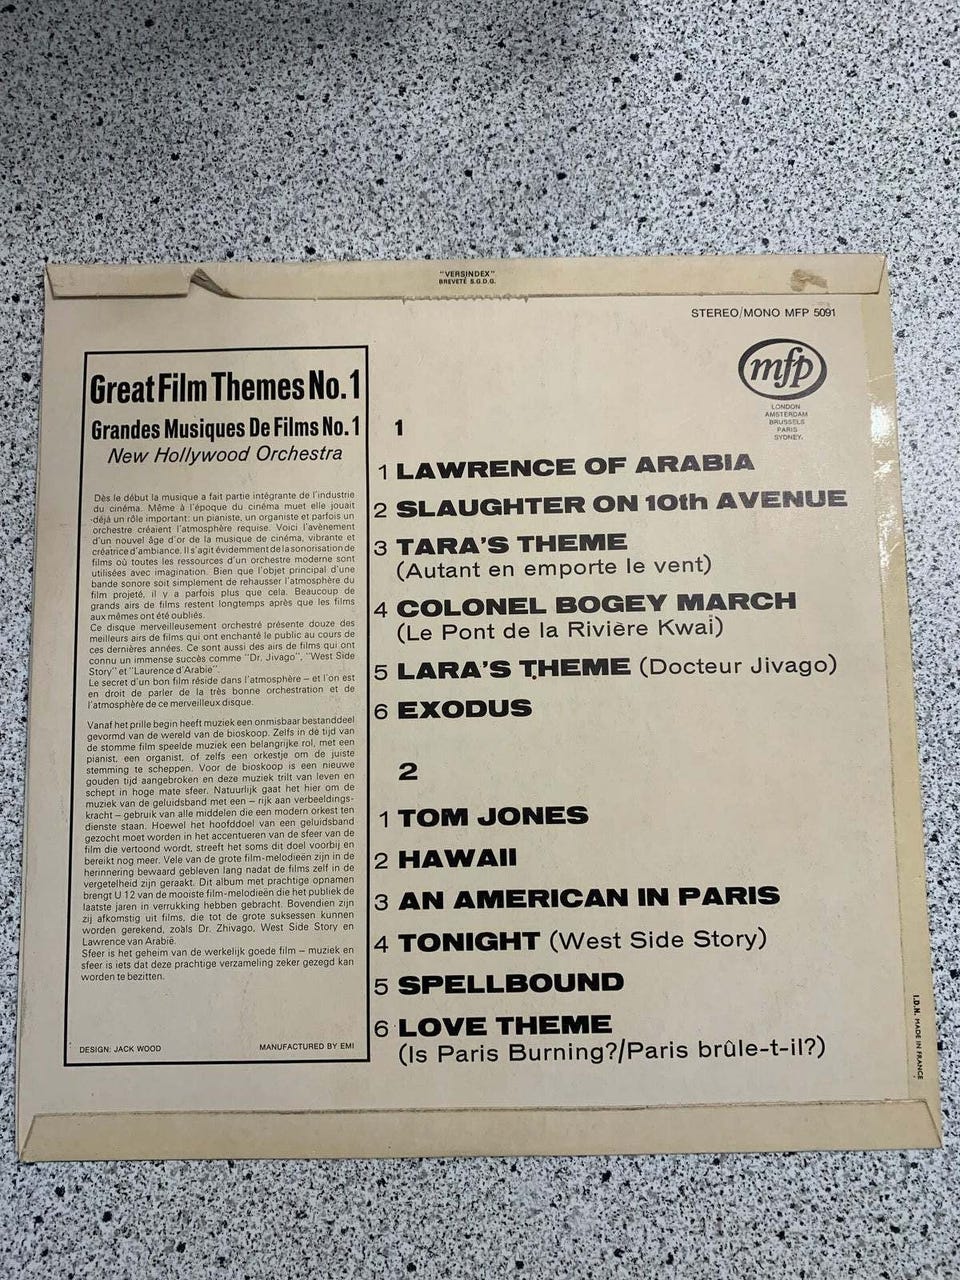 "VERSINDEX"
BREVETÉ S.G.D.G.
STEREO/MONO MFP 5091
mfp
LONDON
AMSTERDAM
BRUSSELS
PARIS
SYDNEY.
Great Film Themes No.1
Grandes Musiques De Films No.1
New Hollywood Orchestra
Dès le début la musique a fait partie intégrante de l'industrie
du cinéma. Même à l'époque du cinéma muet elle jouait
déjà un rôle important: un pianiste, un organiste et parfois un
orchestre créaient l'atmosphère requise. Voici l'avènement
d'un nouvel âge d'or de la musique de cinéma, vibrante et
créatrice d'ambiance. Il s'agit évidemment de la sonorisation de
films où toutes les ressources d'un orchestre moderne sont
utilisées avec imagination. Bien que l'objet principal d'une
bande sonore soit simplement de rehausser l'atmosphère du
film projeté, il y a parfois plus que cela. Beaucoup de
grands airs de films restent longtemps après que les films
aux mêmes ont été oubliés.
Ce disque merveilleusement orchestré présente douze des
meilleurs airs de films qui ont enchanté le public au cours de
ces dernières années. Ce sont aussi des airs de films qui ont
connu un immense succès comme "Dr. Jivago", "West Side
Story" et "Laurence d'Arabie".
Le secret d'un bon film réside dans l'atmosphère – et l'on est
en droit de parler de la très bonne orchestration et de
l'atmosphère de ce merveilleux disque.
Vanaf het prille begin heeft muziek een onmisbaar bestanddeel
gevormd van de wereld van de bioskoop. Zelfs in de tijd van
de stomme film speelde muziek een belangrijke rol, met een
pianist, een organist, of zelfs een orkestje om de juiste
stemming te scheppen. Voor de bioskoop is een nieuwe
gouden tijd aangebroken en deze muziek trilt van leven en
schept in hoge mate sfeer. Natuurlijk gaat het hier om de
muziek van de geluidsband met een – rijk aan verbeeldings-
kracht – gebruik van alle middelen die een modern orkest ten
dienste staan. Hoewel het hoofddoel van een geluidsband
gezocht moet worden in het accentueren van de sfeer van de
film die vertoond wordt, streeft het soms dit doel voorbij en
bereikt nog meer. Vele van de grote film-melodieën zijn in de
herinnering bewaard gebleven lang nadat de films zelf in de
vergetelheid zijn geraakt. Dit album met prachtige opnamen
brengt U 12 van de mooiste film-melodieën die het publiek de
laatste jaren in verrukking hebben gebracht. Bovendien zijn
zij afkomstig uit films, die tot de grote suksessen kunnen
worden gerekend, zoals Dr. Zhivago, West Side Story en
Lawrence van Arabië.
Sfeer is het geheim van de werkelijk goede film – muziek en
sfeer is iets dat deze prachtige verzameling zeker gezegd kan
worden te bezitten.
DESIGN: JACK WOOD MANUFACTURED BY EMI
1
1 LAWRENCE OF ARABIA
2 SLAUGHTER ON 10th AVENUE
3 TARA'S THEME
(Autant en emporte le vent)
4 COLONEL BOGEY MARCH
(Le Pont de la Rivière Kwai)
5 LARA'S THEME (Docteur Jivago)
6 EXODUS
2
1 TOM JONES
2 HAWAII
3 AN AMERICAN IN PARIS
4 TONIGHT (West Side Story)
5 SPELLBOUND
6 LOVE THEME
(Is Paris Burning?/Paris brûle-t-il?)
I.D.N. MADE IN FRANCE